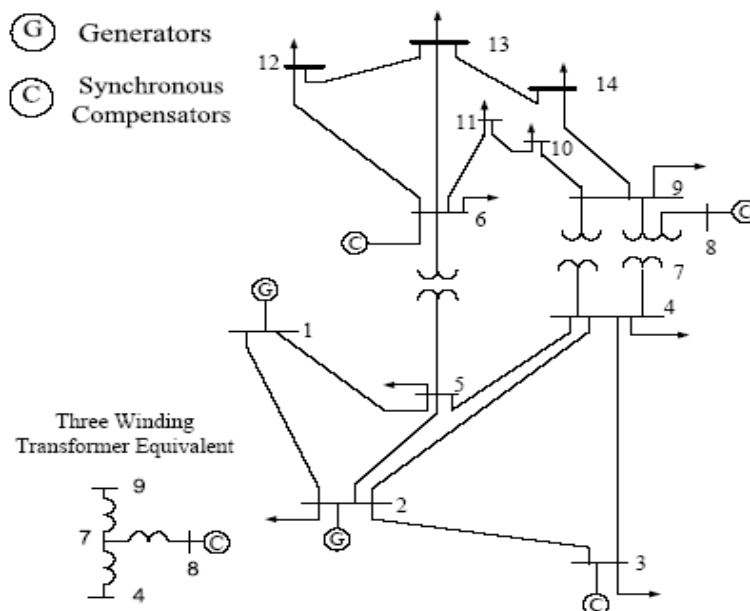 G Generators
C Synchronous
Compensators
13
12
14
11
10
9
6
C
C
8
7
G
1
4
5
Three Winding
Transformer Equivalent
9
2
7
C
8
G
3
4
C